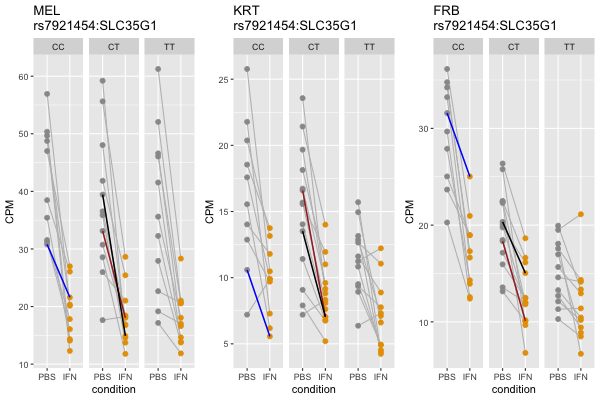 MEL
rs7921454:SLC35G1
CC
CT
TT
60
50
40
30
20
10
CPM
PBS IFN
PBS IFN
PBS IFN
condition
KRT
rs7921454:SLC35G1
CC
CT
TT
25
20
15
10
5
CPM
PBS IFN
PBS IFN
PBS IFN
condition
FRB
rs7921454:SLC35G1
CC
CT
TT
30
20
10
CPM
PBS IFN
PBS IFN
PBS IFN
condition